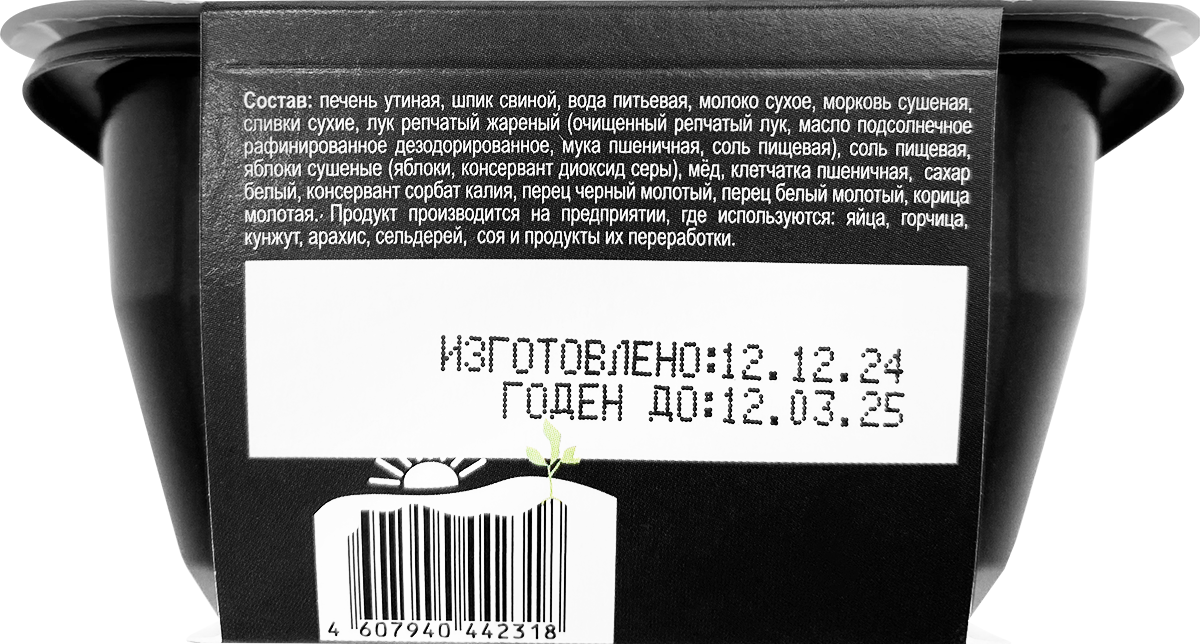 Состав: печень утиная, шпик свиной, вода питьевая, молоко сухое, морковь сушеная,
сливки сухие, лук репчатый жареный (очищенный репчатый лук, масло подсолнечное
рафинированное дезодорированное, мука пшеничная, соль пищевая), соль пищевая,
яблоки сушеные (яблоки, консервант диоксид серы), мёд, клетчатка пшеничная, сахар
белый, консервант сорбат калия, перец черный молотый, перец белый молотый, корица
молотая. Продукт производится на предприятии, где используются: яйца, горчица,
кунжут, арахис, сельдерей, соя и продукты их переработки.
ИЗГОТОВЛЕНО:12.12.24
ГОДЕН ДО:12.03.25
4 607940 442318